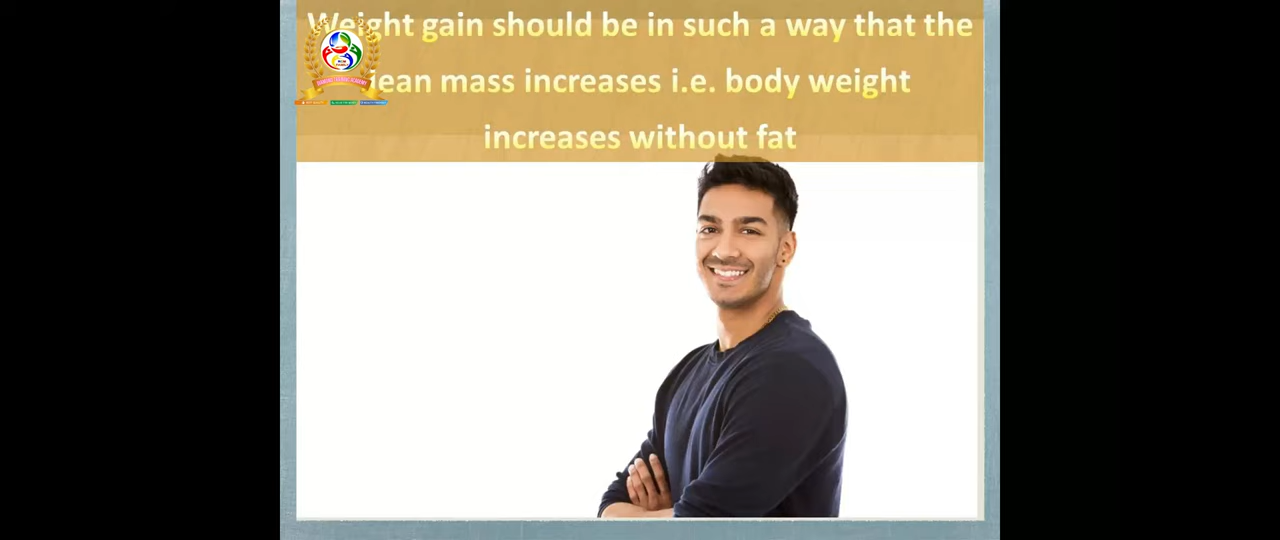 Weight gain should be in such a way that the
lean mass increases i.e. body weight
increases without fat